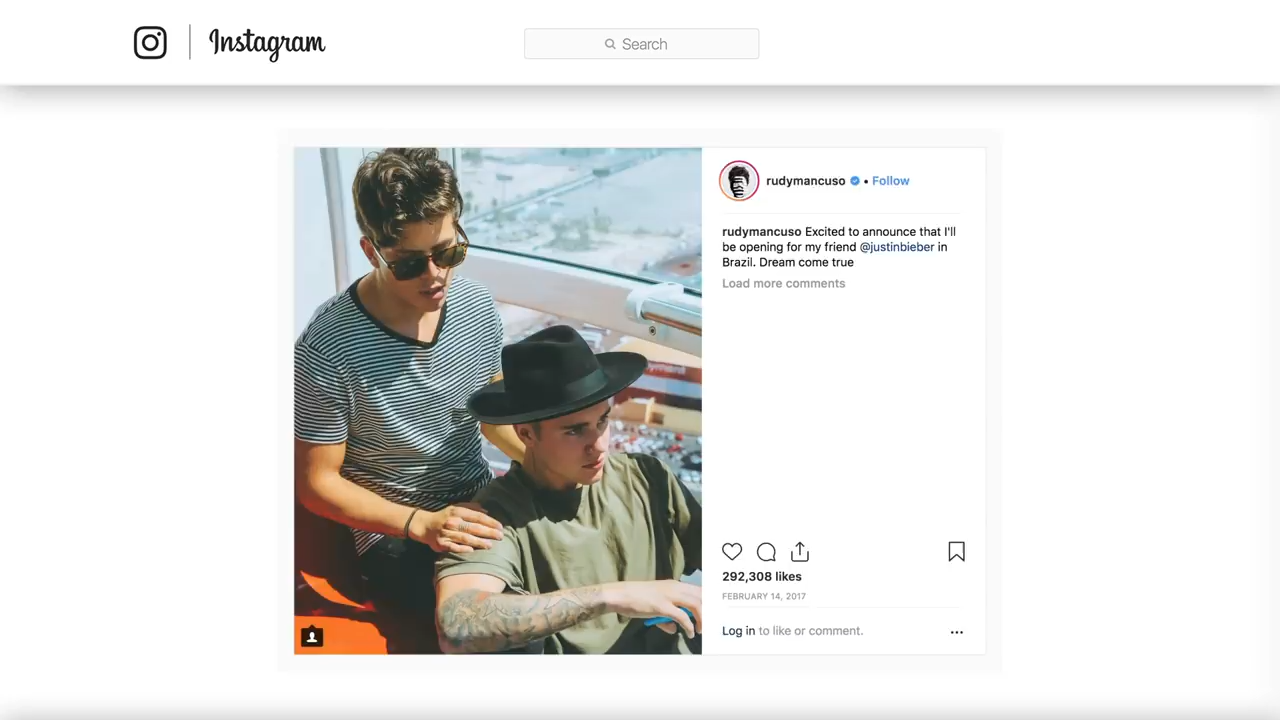 Instagram
Search
rudymancuso • Follow
rudymancuso Excited to announce that I'll
be opening for my friend @justinbieber in
Brazil. Dream come true
Load more comments
292,308 likes
FEBRUARY 14, 2017
Log in to like or comment.